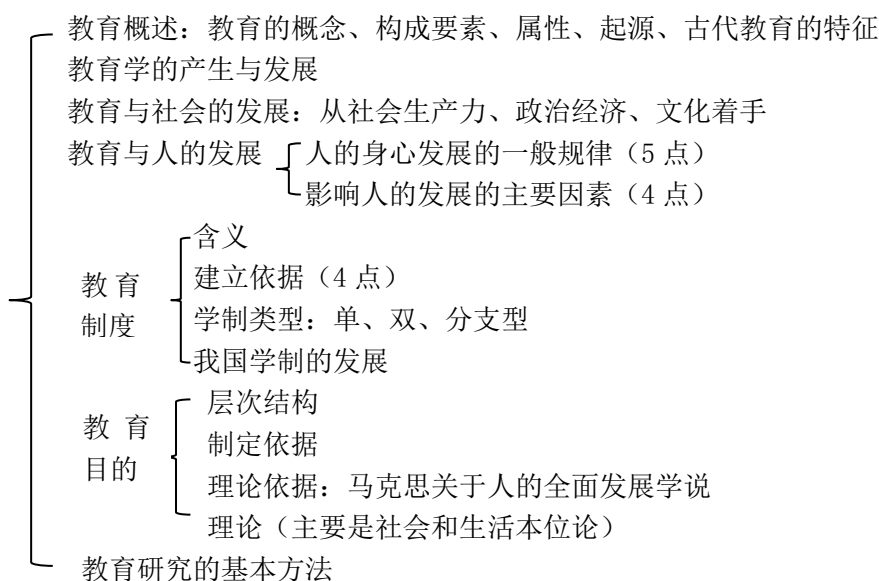 教育概述：教育的概念、构成要素、属性、起源、古代教育的特征
教育学的产生与发展
教育与社会的发展：从社会生产力、政治经济、文化着手
教育与人的发展
人的身心发展的一般规律（5 点）
影响人的发展的主要因素（4 点）
教 育
制度
含义
建立依据（4 点）
学制类型：单、双、分支型
我国学制的发展
教 育
目的
层次结构
制定依据
理论依据：马克思关于人的全面发展学说
理论（主要是社会和生活本位论）
教育研究的基本方法